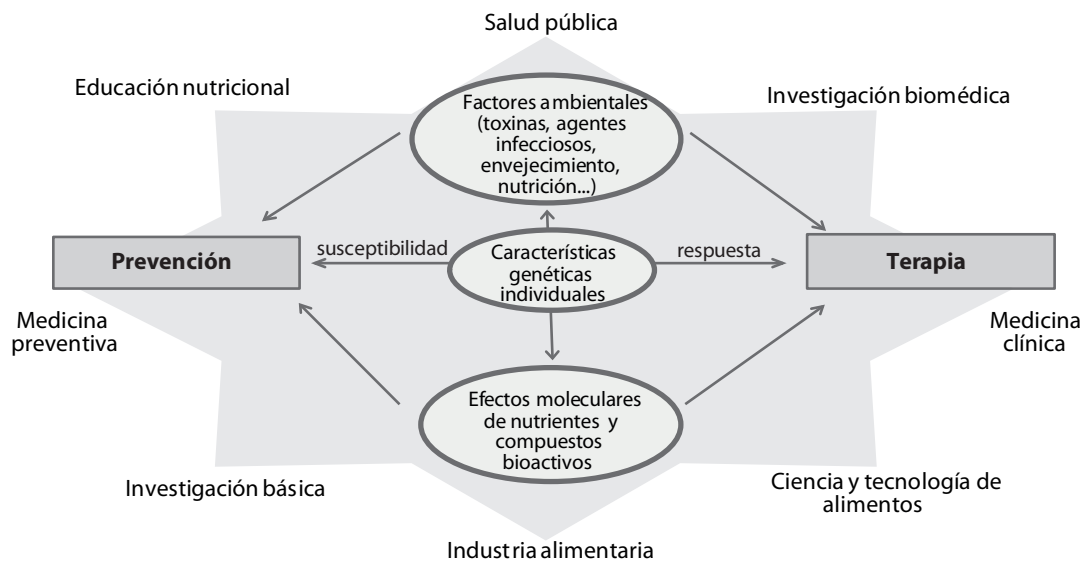 Salud pública
Educación nutricional
Investigación biomédica
Factores ambientales
(toxinas, agentes
infecciosos,
envejecimiento,
nutrición...)
Prevención
susceptibilidad
Características
genéticas
individuales
respuesta
Terapia
Medicina
preventiva
Medicina
clínica
Efectos moleculares
de nutrientes y
compuestos
bioactivos
Investigación básica
Ciencia y tecnología de
alimentos
Industria alimentaria